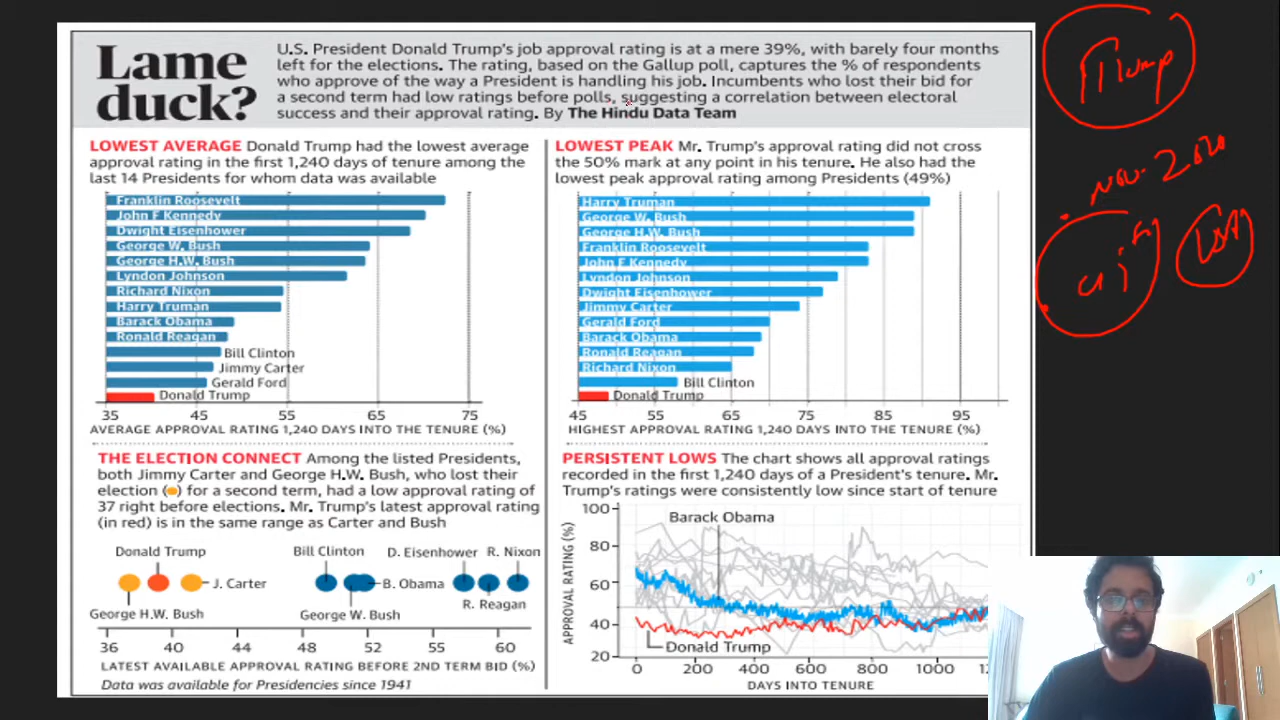 Lame
duck?
U.S. President Donald Trump's job approval rating is at a mere 39%, with barely four months
left for the elections. The rating, based on the Gallup poll, captures the % of respondents
who approve of the way a President is handling his job. Incumbents who lost their bid for
a second term had low ratings before polls, suggesting a correlation between electoral
success and their approval rating. By The Hindu Data Team
LOWEST AVERAGE Donald Trump had the lowest average
approval rating in the first 1,240 days of tenure among the
last 14 Presidents for whom data was available
Franklin Roosevelt
John F Kennedy
Dwight Eisenhower
George W. Bush
George H.W. Bush
Lyndon Johnson
Richard Nixon
Harry Truman
Barack Obama
Ronald Reagan
Bill Clinton
Jimmy Carter
Gerald Ford
Donald Trump
35 45 55 65 75
AVERAGE APPROVAL RATING 1,240 DAYS INTO THE TENURE (%)
LOWEST PEAK Mr. Trump's approval rating did not cross
the 50% mark at any point in his tenure. He also had the
lowest peak approval rating among Presidents (49%)
Harry Truman
George W. Bush
George H.W. Bush
Franklin Roosevelt
John F Kennedy
Lyndon Johnson
Dwight Eisenhower
Jimmy Carter
Gerald Ford
Barack Obama
Ronald Reagan
Richard Nixon
Bill Clinton
Donald Trump
45 55 65 75 85 95
HIGHEST APPROVAL RATING 1,240 DAYS INTO THE TENURE (%)
THE ELECTION CONNECT Among the listed Presidents,
both Jimmy Carter and George H.W. Bush, who lost their
election ( ) for a second term, had a low approval rating of
37 right before elections. Mr. Trump's latest approval rating
(in red) is in the same range as Carter and Bush
Donald Trump
Bill Clinton
D. Eisenhower
R. Nixon
J. Carter
B. Obama
R. Reagan
George H.W. Bush
George W. Bush
36 40 44 48 52 55 60
LATEST AVAILABLE APPROVAL RATING BEFORE 2ND TERM BID (%)
Data was available for Presidencies since 1941
PERSISTENT LOWS The chart shows all approval ratings
recorded in the first 1,240 days of a President's tenure. Mr.
Trump's ratings were consistently low since start of tenure
APPROVAL RATING (%)
100
80
60
40
20
Barack Obama
Donald Trump
0 200 400 600 800 1000
DAYS INTO TENURE
Trump
Nov. 2020